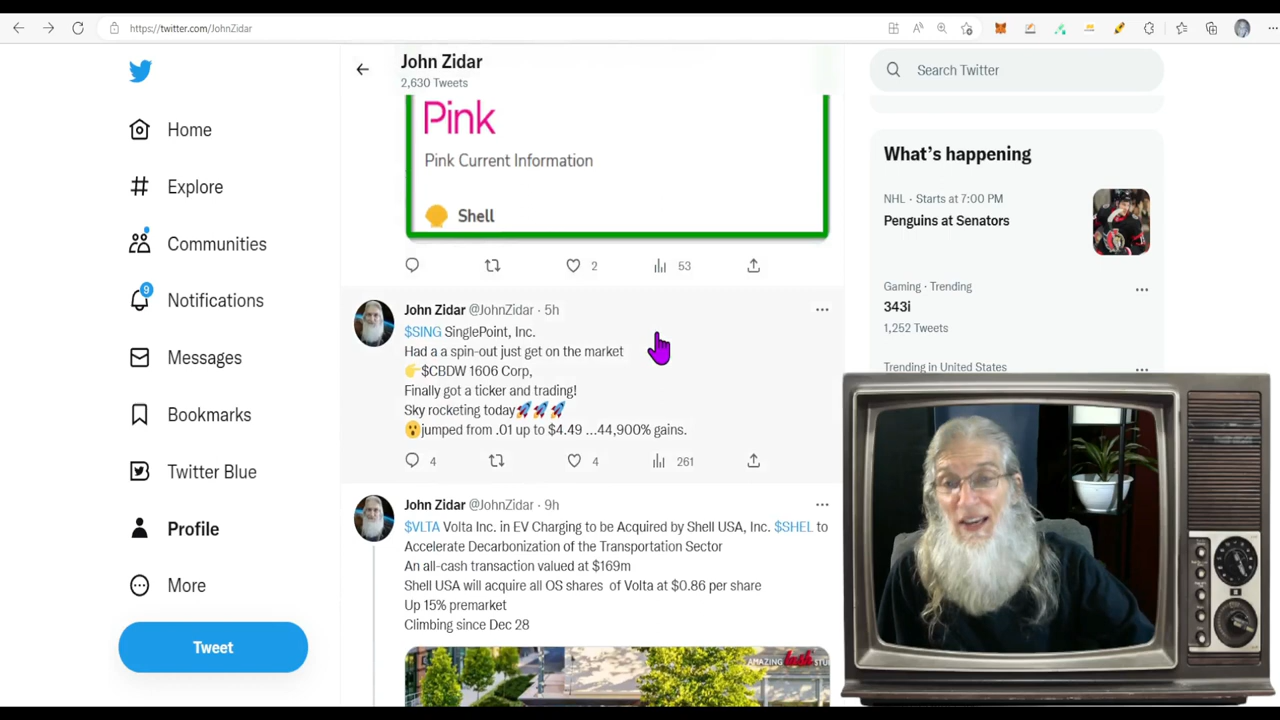 https://twitter.com/JohnZidar
John Zidar
2,630 Tweets
Search Twitter
Home
Explore
Communities
9
Notifications
Messages
Bookmarks
Twitter Blue
Profile
More
Tweet
Pink
Pink Current Information
Shell
2
53
John Zidar @JohnZidar · 5h
$SING SinglePoint, Inc.
Had a a spin-out just get on the market
👉$CBDW 1606 Corp,
Finally got a ticker and trading!
Sky rocketing today🚀🚀🚀
😮jumped from .01 up to $4.49 ...44,900% gains.
4
4
261
John Zidar @JohnZidar · 9h
$VLTA Volta Inc. in EV Charging to be Acquired by Shell USA, Inc. $SHEL to
Accelerate Decarbonization of the Transportation Sector
An all-cash transaction valued at $169m
Shell USA will acquire all OS shares of Volta at $0.86 per share
Up 15% premarket
Climbing since Dec 28
AMAZING lash STU
What's happening
NHL · Starts at 7:00 PM
Penguins at Senators
Gaming · Trending
343i
1,252 Tweets
Trending in United States